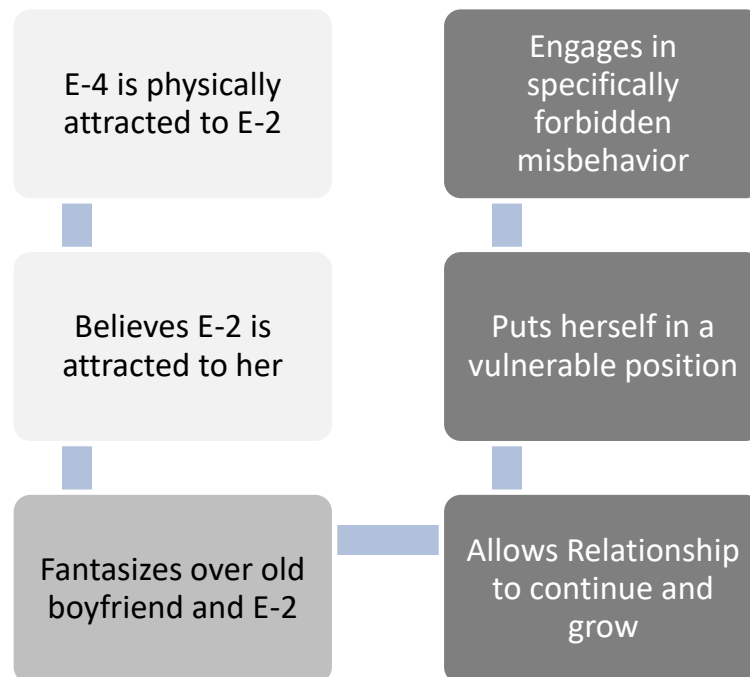 E-4 is physically
attracted to E-2
Believes E-2 is
attracted to her
Fantasizes over old
boyfriend and E-2
Allows Relationship
to continue and
grow
Puts herself in a
vulnerable position
Engages in
specifically
forbidden
misbehavior